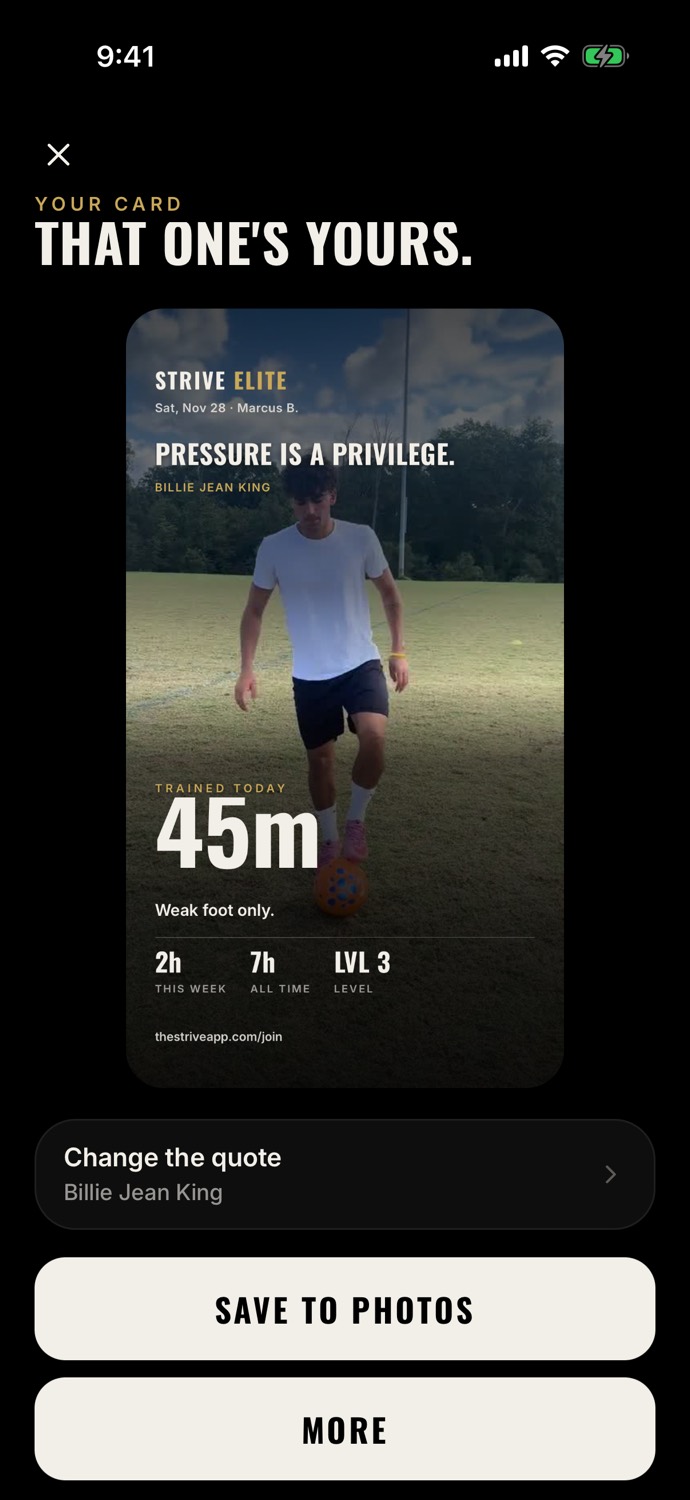 9:41
YOUR CARD
THAT ONE'S YOURS.
STRIVE ELITE
Sat, Nov 28 · Marcus B.
PRESSURE IS A PRIVILEGE.
BILLIE JEAN KING
TRAINED TODAY
45m
Weak foot only.
2h 7h LVL 3
THIS WEEK ALL TIME LEVEL
thestriveapp.com/join
Change the quote
Billie Jean King
SAVE TO PHOTOS
MORE